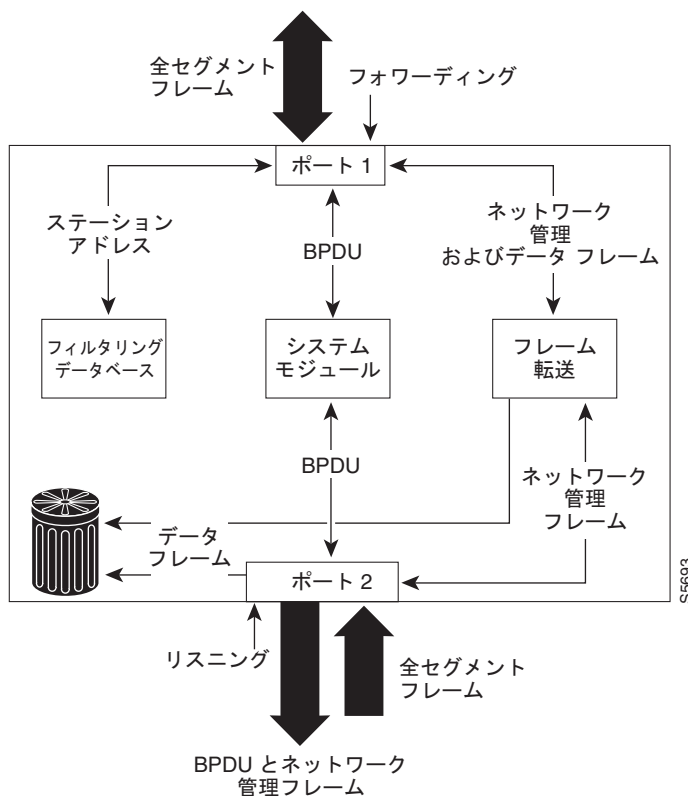 全セグメント
フレーム
フォワーディング
ポート 1
ステーション
アドレス
BPDU
ネットワーク
管理
およびデータ フレーム
フィルタリング
データベース
システム
モジュール
フレーム
転送
BPDU
ネットワーク
管理
フレーム
データ
フレーム
ポート 2
S5693
リスニング
全セグメント
フレーム
BPDU とネットワーク
管理フレーム